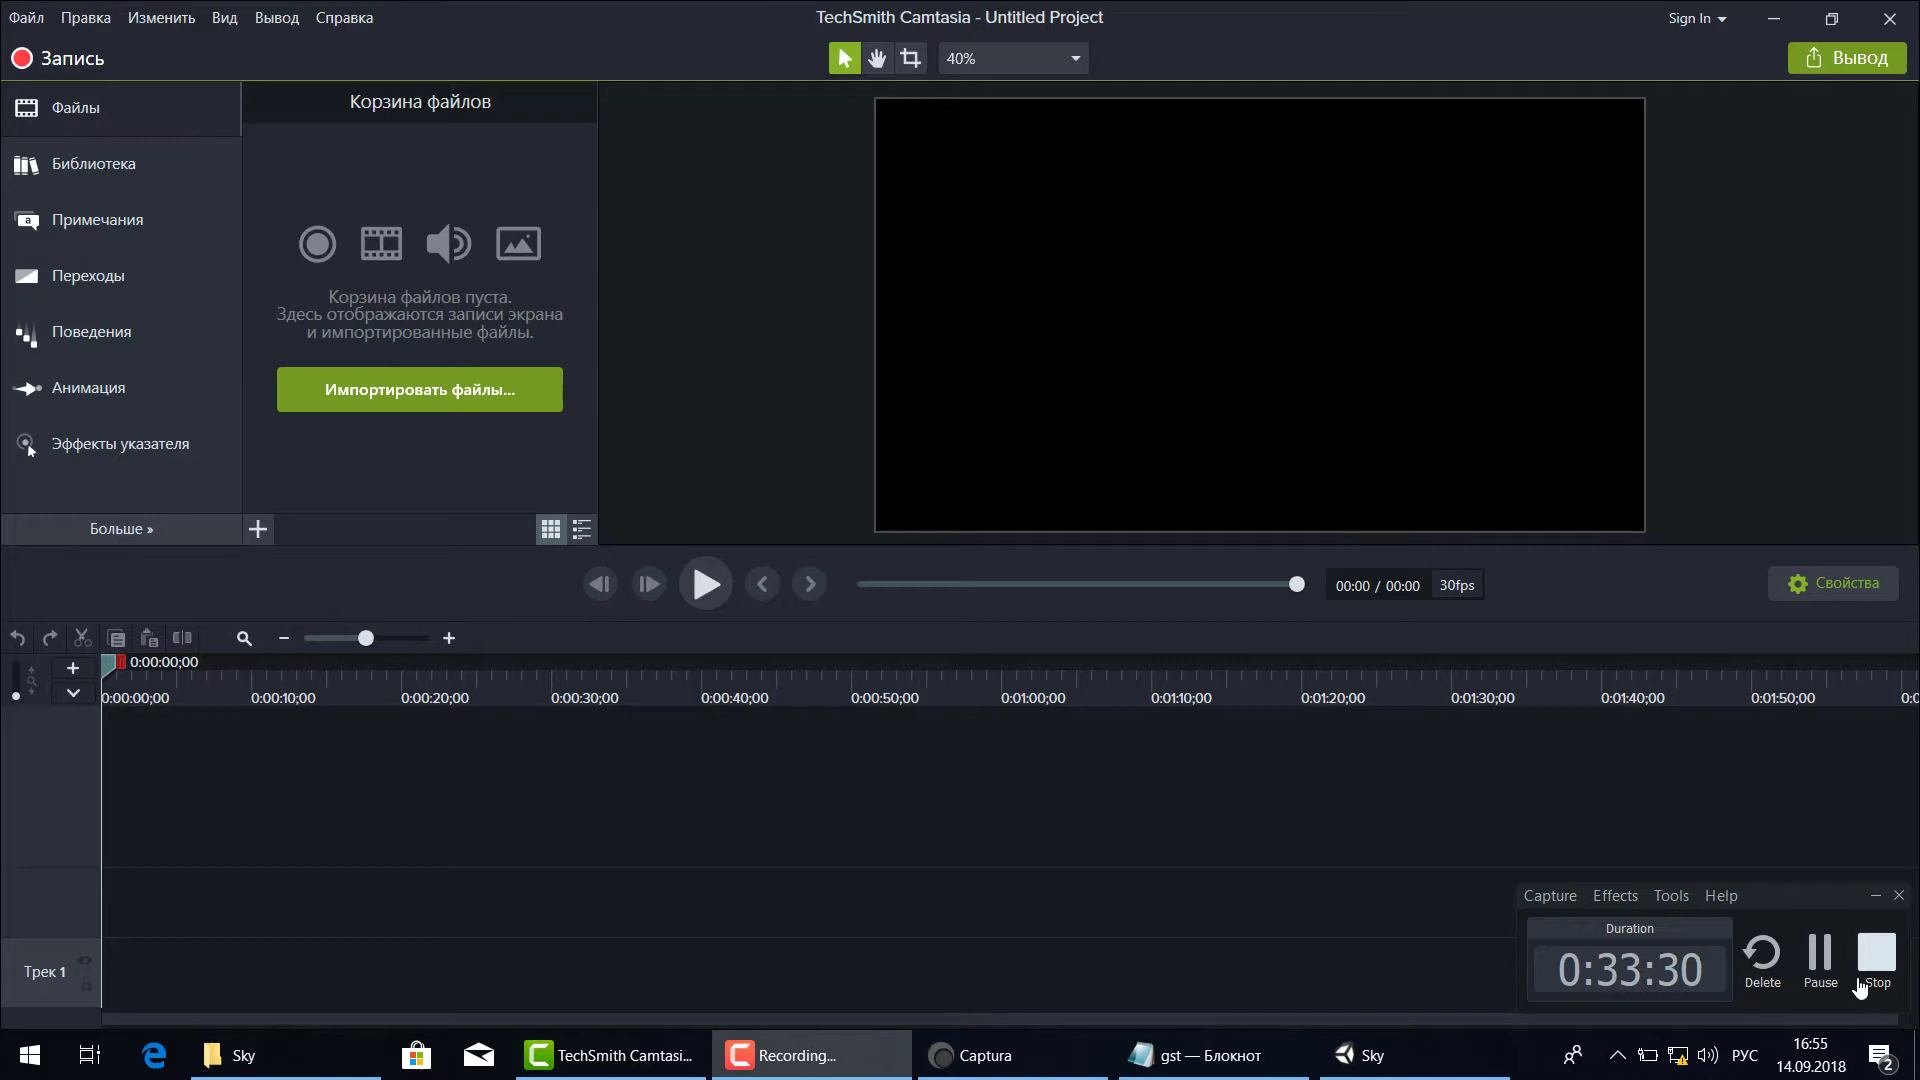 Файл Правка Изменить Вид Вывод Справка
TechSmith Camtasia - Untitled Project
Sign In
Запись
40%
Вывод
Файлы
Библиотека
Примечания
Переходы
Поведения
Анимация
Эффекты указателя
Больше »
Корзина файлов
Корзина файлов пуста.
Здесь отображаются записи экрана
и импортированные файлы.
Импортировать файлы...
00:00 / 00:00
30fps
Свойства
0:00:00;00
0:00:00;00 0:00:10;00 0:00:20;00 0:00:30;00 0:00:40;00 0:00:50;00 0:01:00;00 0:01:10;00 0:01:20;00 0:01:30;00 0:01:40;00 0:01:50;00 0:0
Трек 1
Capture Effects Tools Help
Duration
0:33:30
Delete Pause Stop
Sky
TechSmith Camtasi...
Recording...
Captura
gst — Блокнот
Sky
РУС
16:55
14.09.2018
2